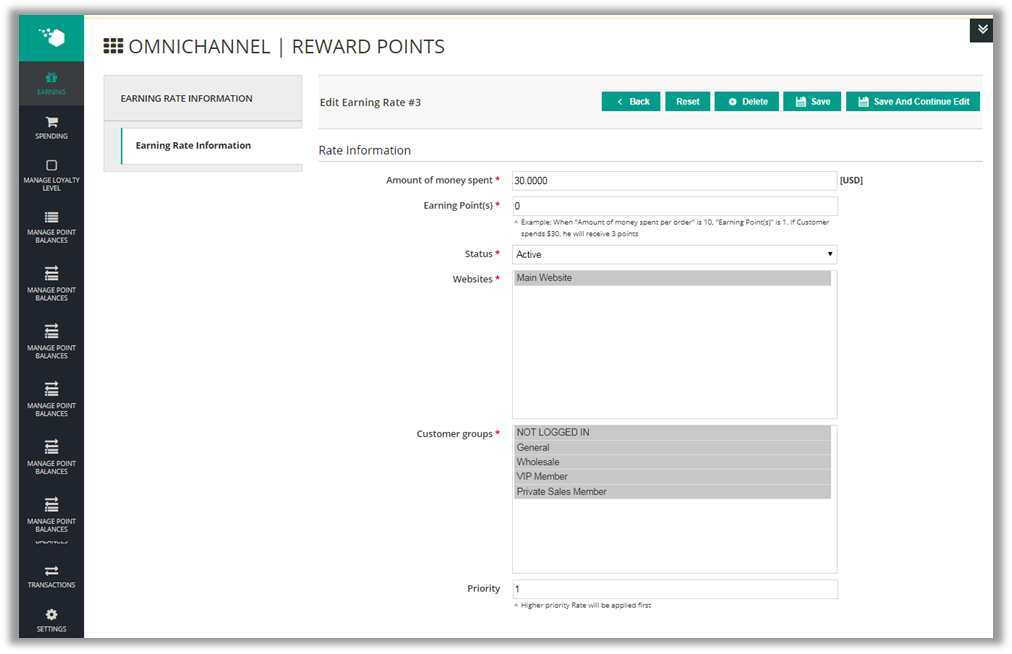 OMNICHANNEL | REWARD POINTS
EARNING
SPENDING
MANAGE LOYALTY
LEVEL
MANAGE POINT
BALANCES
MANAGE POINT
BALANCES
MANAGE POINT
BALANCES
MANAGE POINT
BALANCES
MANAGE POINT
BALANCES
MANAGE POINT
BALANCES
BALANCES
TRANSACTIONS
SETTINGS
EARNING RATE INFORMATION
Earning Rate Information
Edit Earning Rate #3
Back Reset Delete Save Save And Continue Edit
Rate Information
Amount of money spent * 30.0000 [USD]
Earning Point(s) * 0
Example: When "Amount of money spent per order" is 10, "Earning Point(s)" is 1. If Customer
spends $30, he will receive 3 points
Status * Active
Websites * Main Website
Customer groups * NOT LOGGED IN
General
Wholesale
VIP Member
Private Sales Member
Priority 1
Higher priority Rate will be applied first